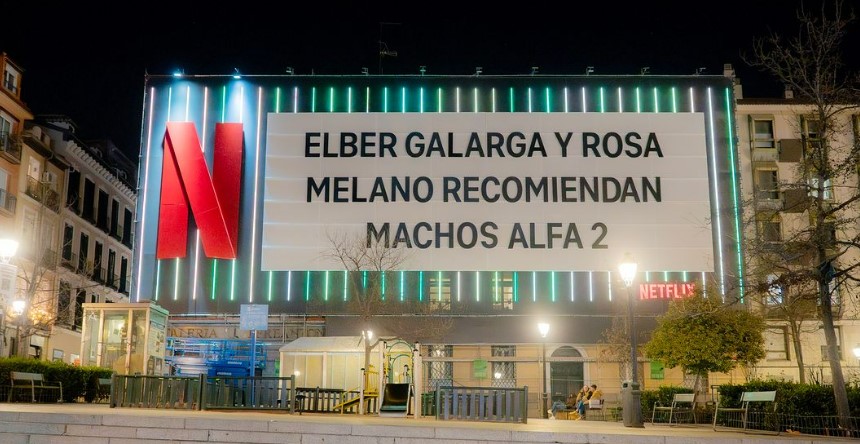 N
ELBER GALARGA Y ROSA
MELANO RECOMIENDAN
MACHOS ALFA 2
NETFLIX